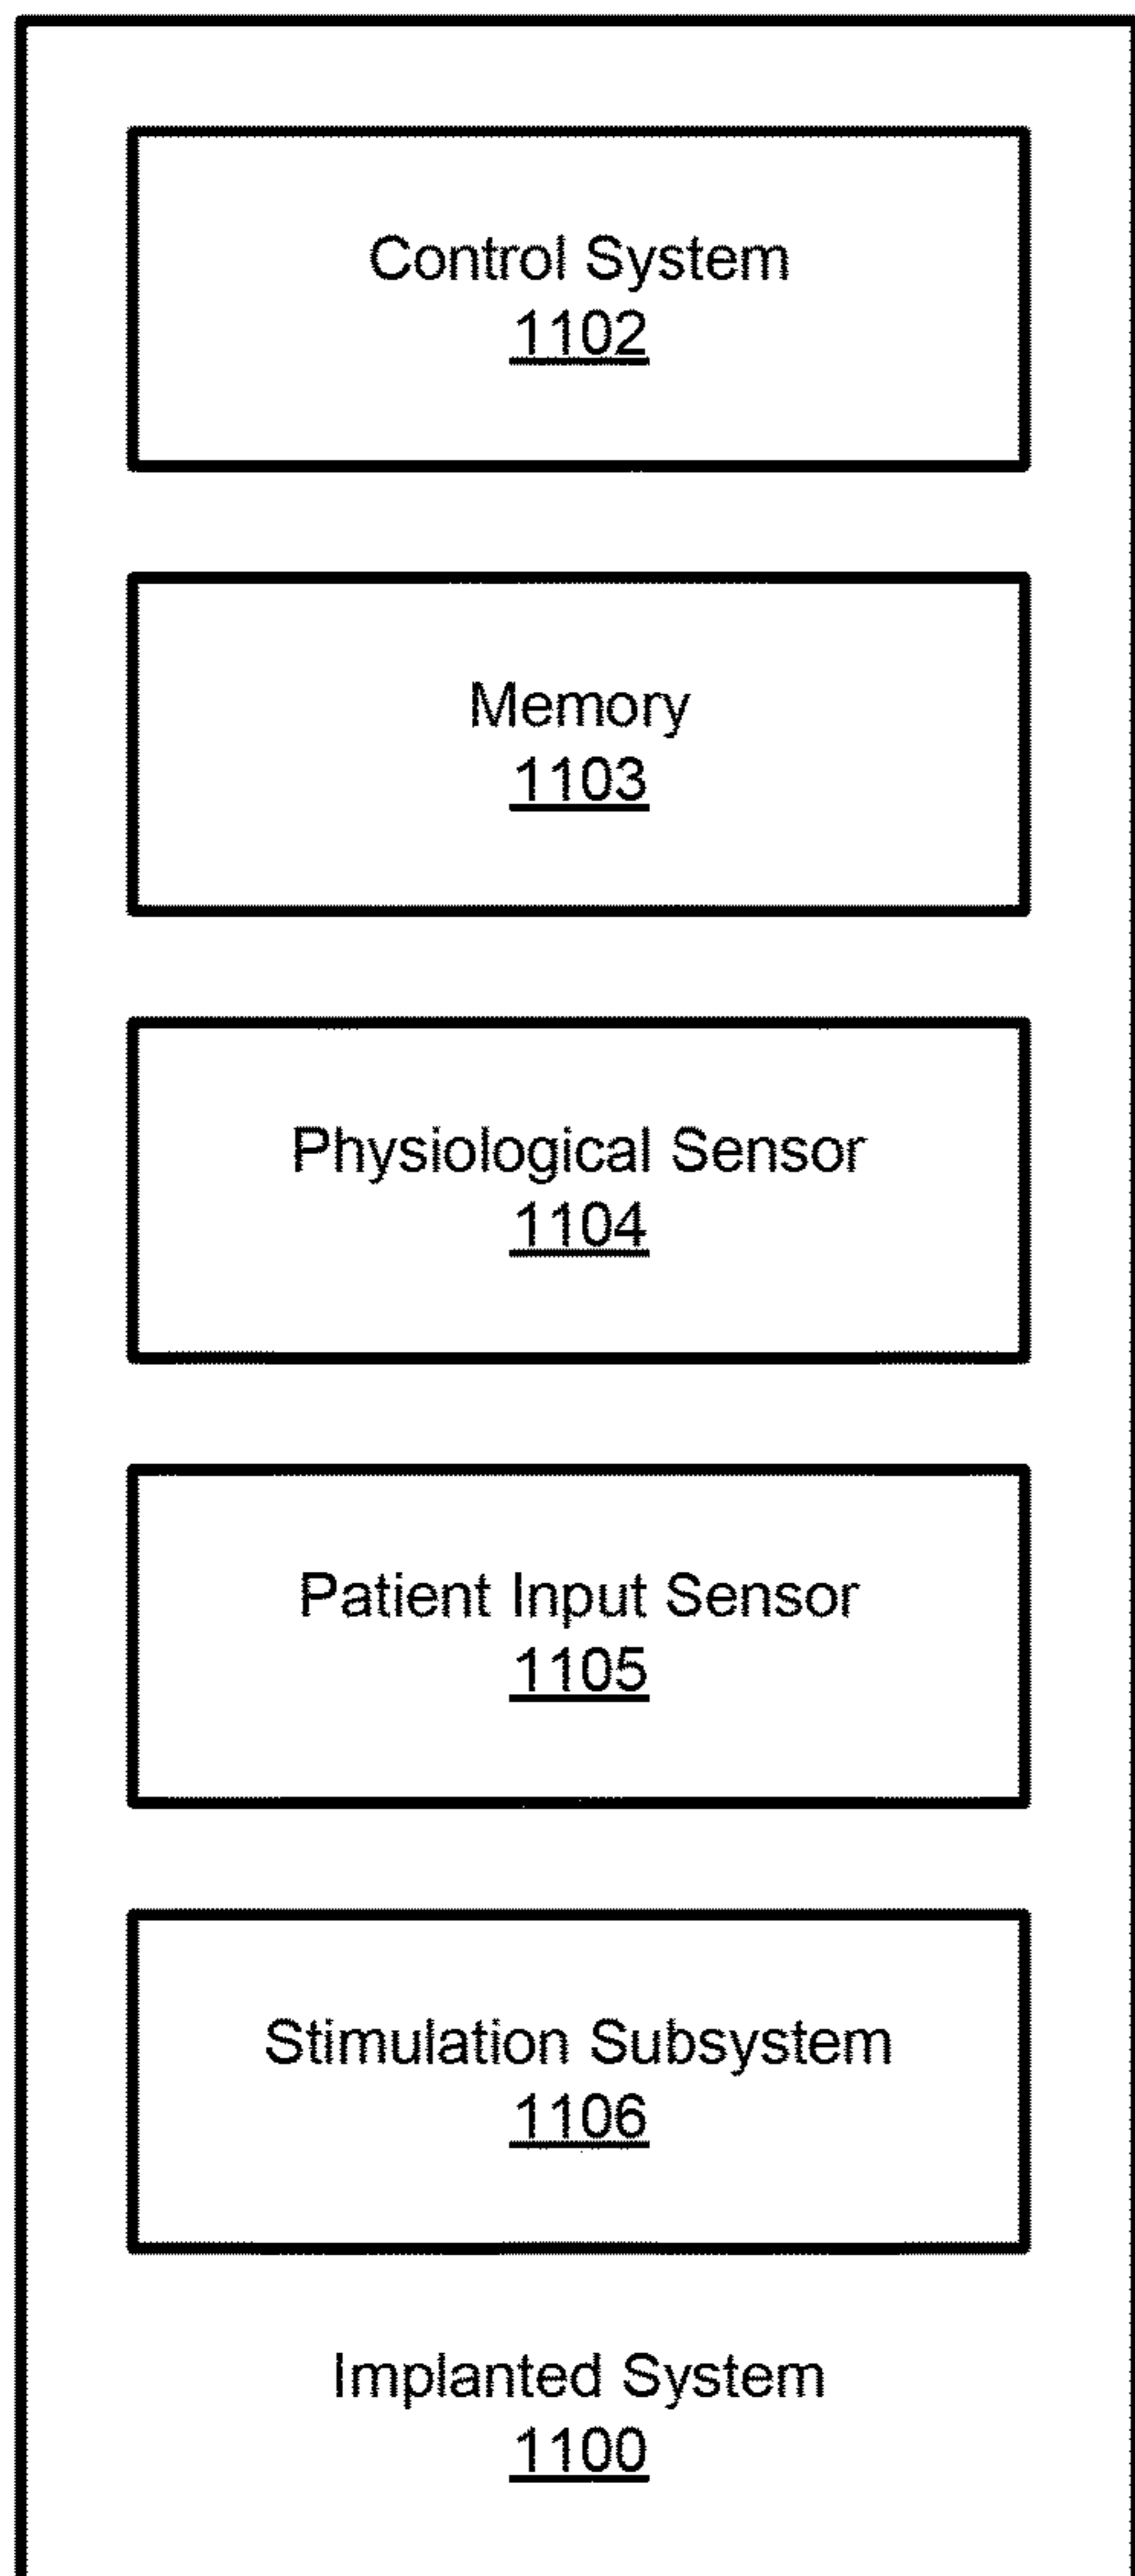 Control System
1102
Memory
1103
Physiological Sensor
1104
Patient Input Sensor
1105
Stimulation Subsystem
1106
Implanted System
1100